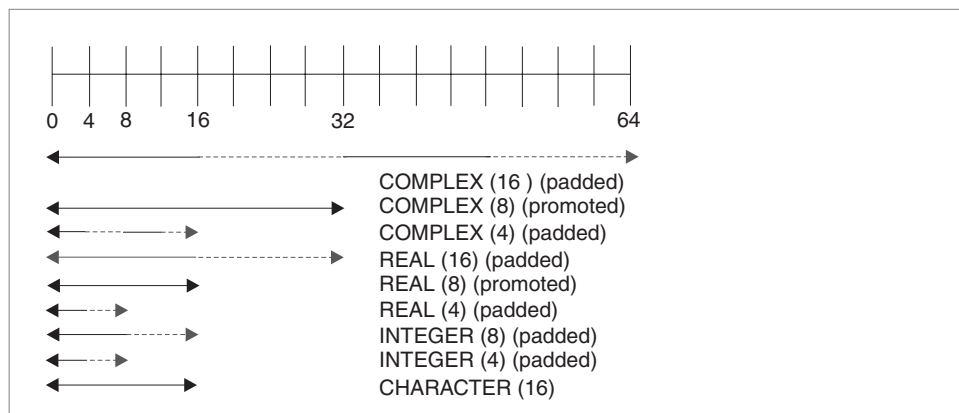 0 4 8 16 32 64
COMPLEX (16 ) (padded)
COMPLEX (8) (promoted)
COMPLEX (4) (padded)
REAL (16) (padded)
REAL (8) (promoted)
REAL (4) (padded)
INTEGER (8) (padded)
INTEGER (4) (padded)
CHARACTER (16)